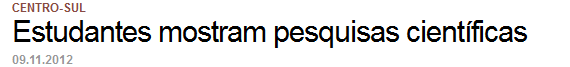 CENTRO-SUL
Estudantes mostram pesquisas científicas
09.11.2012